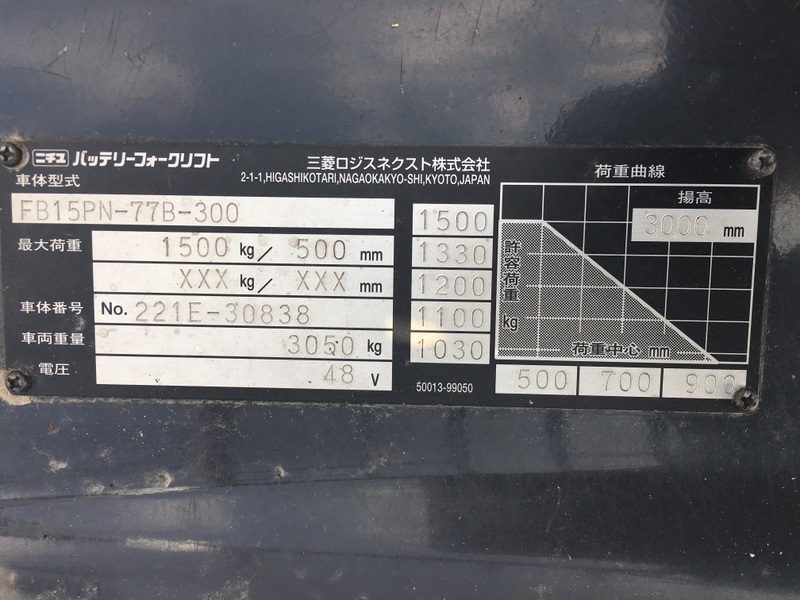 ニチユ バッテリーフォークリフト
三菱ロジスネクスト株式会社
2-1-1,HIGASHIKOTARI,NAGAOKAKYO-SHI,KYOTO,JAPAN
車体型式
FB15PN-77B-300
最大荷重 1500 kg/ 500 mm
XXX kg/ XXX mm
車体番号 No. 221E-30838
車両重量 3050 kg
電圧 48 V
1500
1330
1200
1100
1030
50013-99050
荷重曲線
揚高
3000 mm
許容荷重 kg
荷重中心 mm
500 700 900